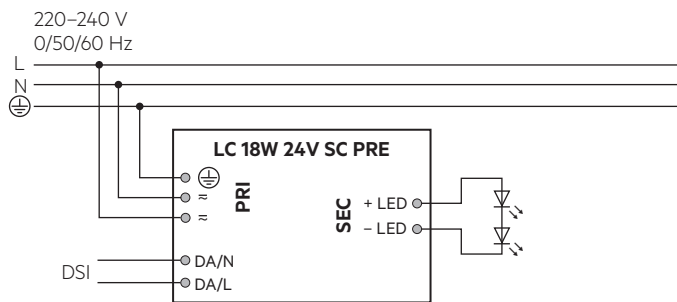 220–240 V
0/50/60 Hz
L
N
LC 18W 24V SC PRE
PRI
≂
≂
SEC
+ LED
– LED
DSI
DA/N
DA/L